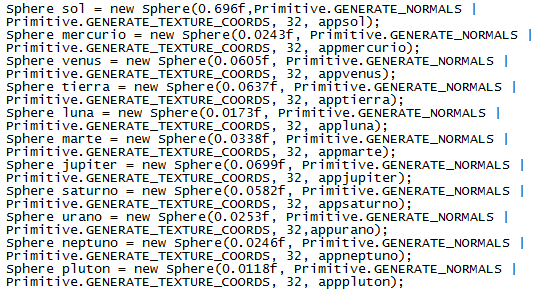 Sphere sol = new Sphere(0.696f,Primitive.GENERATE_NORMALS |
Primitive.GENERATE_TEXTURE_COORDS, 32, appsol);
Sphere mercurio = new Sphere(0.0243f, Primitive.GENERATE_NORMALS |
Primitive.GENERATE_TEXTURE_COORDS, 32, appmercurio);
Sphere venus = new Sphere(0.0605f, Primitive.GENERATE_NORMALS |
Primitive.GENERATE_TEXTURE_COORDS, 32, appvenus);
Sphere tierra = new Sphere(0.0637f, Primitive.GENERATE_NORMALS |
Primitive.GENERATE_TEXTURE_COORDS, 32, apptierra);
Sphere luna = new Sphere(0.0173f, Primitive.GENERATE_NORMALS |
Primitive.GENERATE_TEXTURE_COORDS, 32, appluna);
Sphere marte = new Sphere(0.0338f, Primitive.GENERATE_NORMALS |
Primitive.GENERATE_TEXTURE_COORDS, 32, appmarte);
Sphere jupiter = new Sphere(0.0699f, Primitive.GENERATE_NORMALS |
Primitive.GENERATE_TEXTURE_COORDS, 32, appjupiter);
Sphere saturno = new Sphere(0.0582f, Primitive.GENERATE_NORMALS |
Primitive.GENERATE_TEXTURE_COORDS, 32, appsaturno);
Sphere urano = new Sphere(0.0253f, Primitive.GENERATE_NORMALS |
Primitive.GENERATE_TEXTURE_COORDS, 32,appurano);
Sphere neptuno = new Sphere(0.0246f, Primitive.GENERATE_NORMALS |
Primitive.GENERATE_TEXTURE_COORDS, 32, appneptuno);
Sphere pluton = new Sphere(0.0118f, Primitive.GENERATE_NORMALS |
Primitive.GENERATE_TEXTURE_COORDS, 32, apppluton);